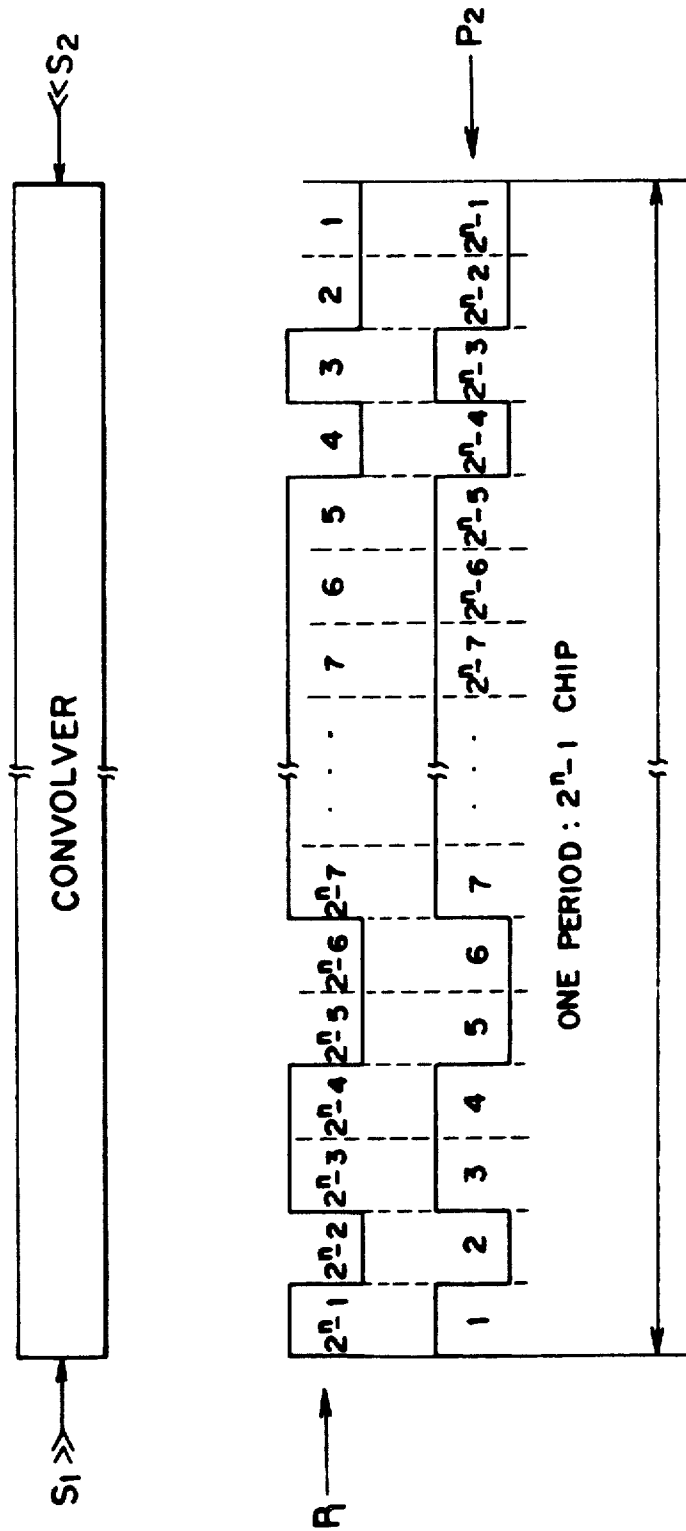 S1 CONVOLVER S2
P1 2ⁿ-1 2ⁿ-2 2ⁿ-3 2ⁿ-4 2ⁿ-5 2ⁿ-6 2ⁿ-7 . . . 7 6 5 4 3 2 1
1 2 3 4 5 6 7 . . . 2ⁿ-7 2ⁿ-6 2ⁿ-5 2ⁿ-4 2ⁿ-3 2ⁿ-2 2ⁿ-1 P2
ONE PERIOD : 2ⁿ-1 CHIP